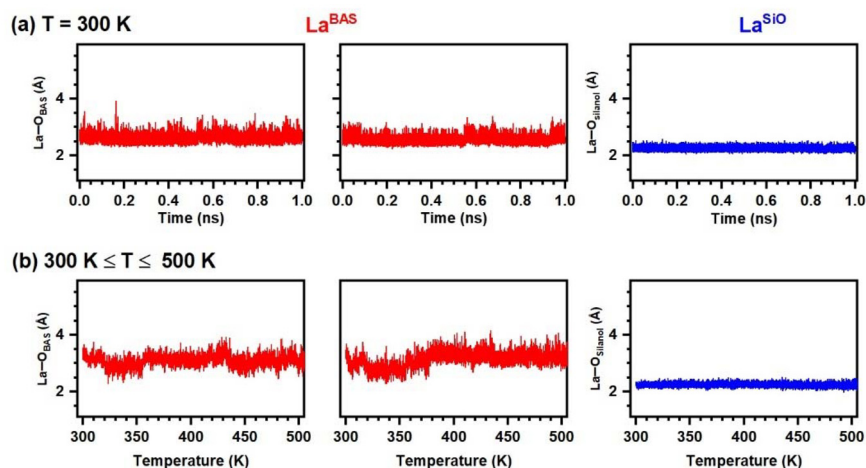 (a) T = 300 K
La^BAS
La^SiO
La—O_BAS (Å)
4
2
0.0 0.2 0.4 0.6 0.8 1.0
Time (ns)
0.0 0.2 0.4 0.6 0.8 1.0
Time (ns)
La—O_silanol (Å)
4
2
0.0 0.2 0.4 0.6 0.8 1.0
Time (ns)
(b) 300 K ≤ T ≤ 500 K
La—O_BAS (Å)
4
2
300 350 400 450 500
Temperature (K)
300 350 400 450 500
Temperature (K)
La—O_Silanol (Å)
4
2
300 350 400 450 500
Temperature (K)